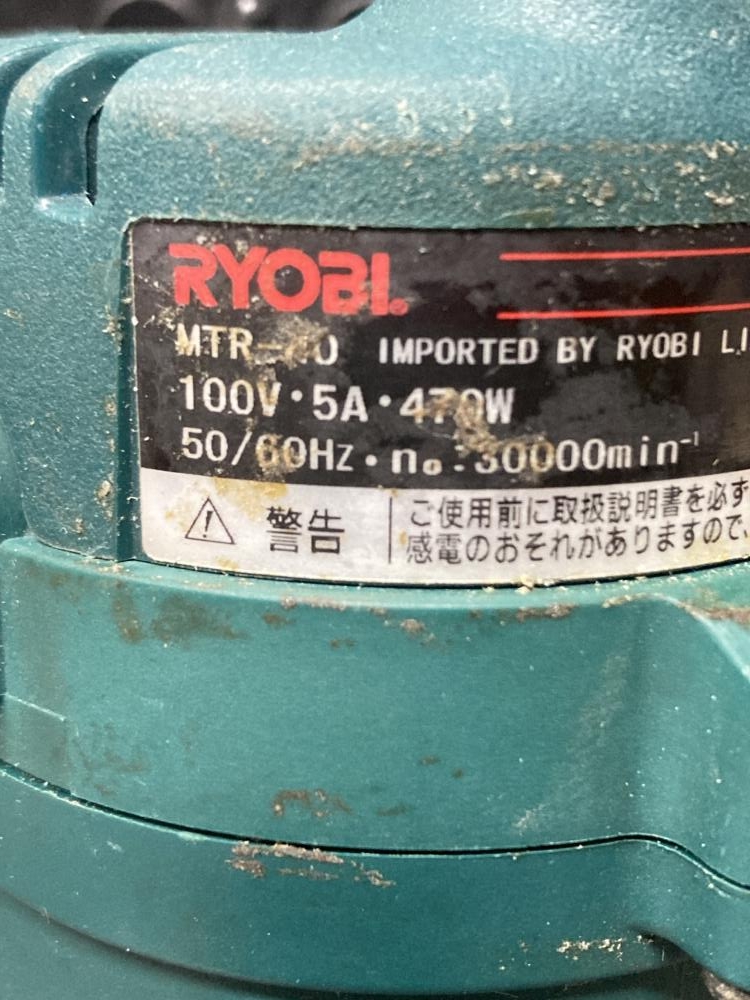 RYOBI®
IMPORTED BY RYOBI LI
100V・5A・470W
50/60Hz・n₀:30000min⁻¹
警告
ご使用前に取扱説明書を必ず
感電のおそれがありますので、